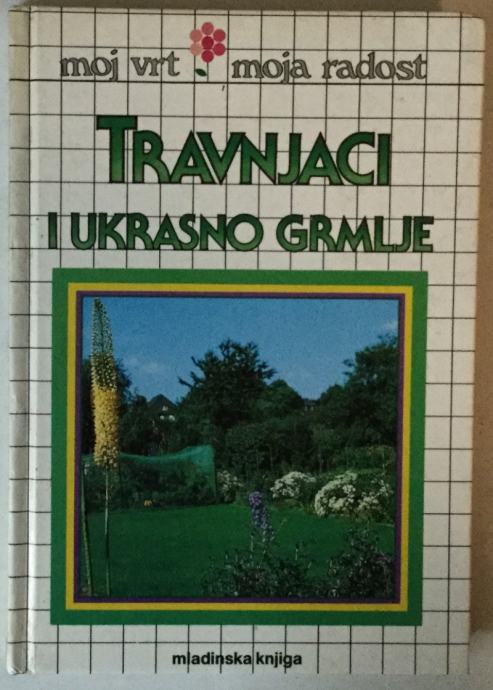 moj vrt moja radost
TRAVNJACI
I UKRASNO GRMLJE
mladinska knjiga